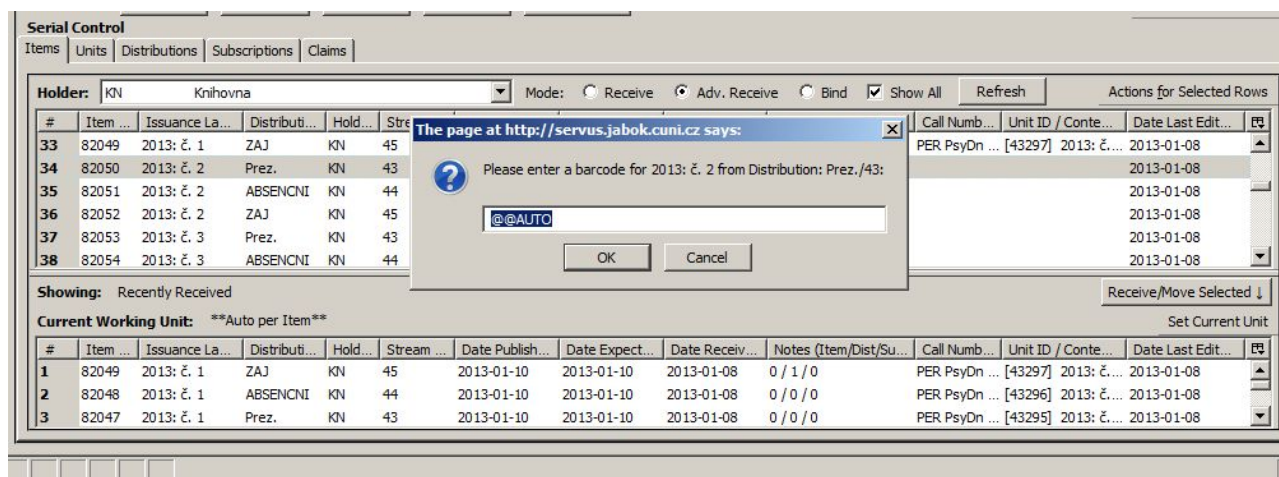 Serial Control
Items Units Distributions Subscriptions Claims
Holder: KN Knihovna Mode: Receive Adv. Receive Bind Show All Refresh Actions for Selected Rows
# Item ... Issuance La... Distributi... Hold... Stre Call Numb... Unit ID / Conte... Date Last Edit...
33 82049 2013: č. 1 ZAJ KN 45 PER PsyDn ... [43297] 2013: č.... 2013-01-08
34 82050 2013: č. 2 Prez. KN 43 2013-01-08
35 82051 2013: č. 2 ABSENCNI KN 44 2013-01-08
36 82052 2013: č. 2 ZAJ KN 45 2013-01-08
37 82053 2013: č. 3 Prez. KN 43 2013-01-08
38 82054 2013: č. 3 ABSENCNI KN 44 2013-01-08
The page at http://servus.jabok.cuni.cz says:
Please enter a barcode for 2013: č. 2 from Distribution: Prez./43:
@@AUTO
OK Cancel
Showing: Recently Received Receive/Move Selected ↓
Current Working Unit: **Auto per Item** Set Current Unit
# Item ... Issuance La... Distributi... Hold... Stream ... Date Publish... Date Expect... Date Receiv... Notes (Item/Dist/Su... Call Numb... Unit ID / Conte... Date Last Edit...
1 82049 2013: č. 1 ZAJ KN 45 2013-01-10 2013-01-10 2013-01-08 0 / 1 / 0 PER PsyDn ... [43297] 2013: č.... 2013-01-08
2 82048 2013: č. 1 ABSENCNI KN 44 2013-01-10 2013-01-10 2013-01-08 0 / 0 / 0 PER PsyDn ... [43296] 2013: č.... 2013-01-08
3 82047 2013: č. 1 Prez. KN 43 2013-01-10 2013-01-10 2013-01-08 0 / 0 / 0 PER PsyDn ... [43295] 2013: č.... 2013-01-08